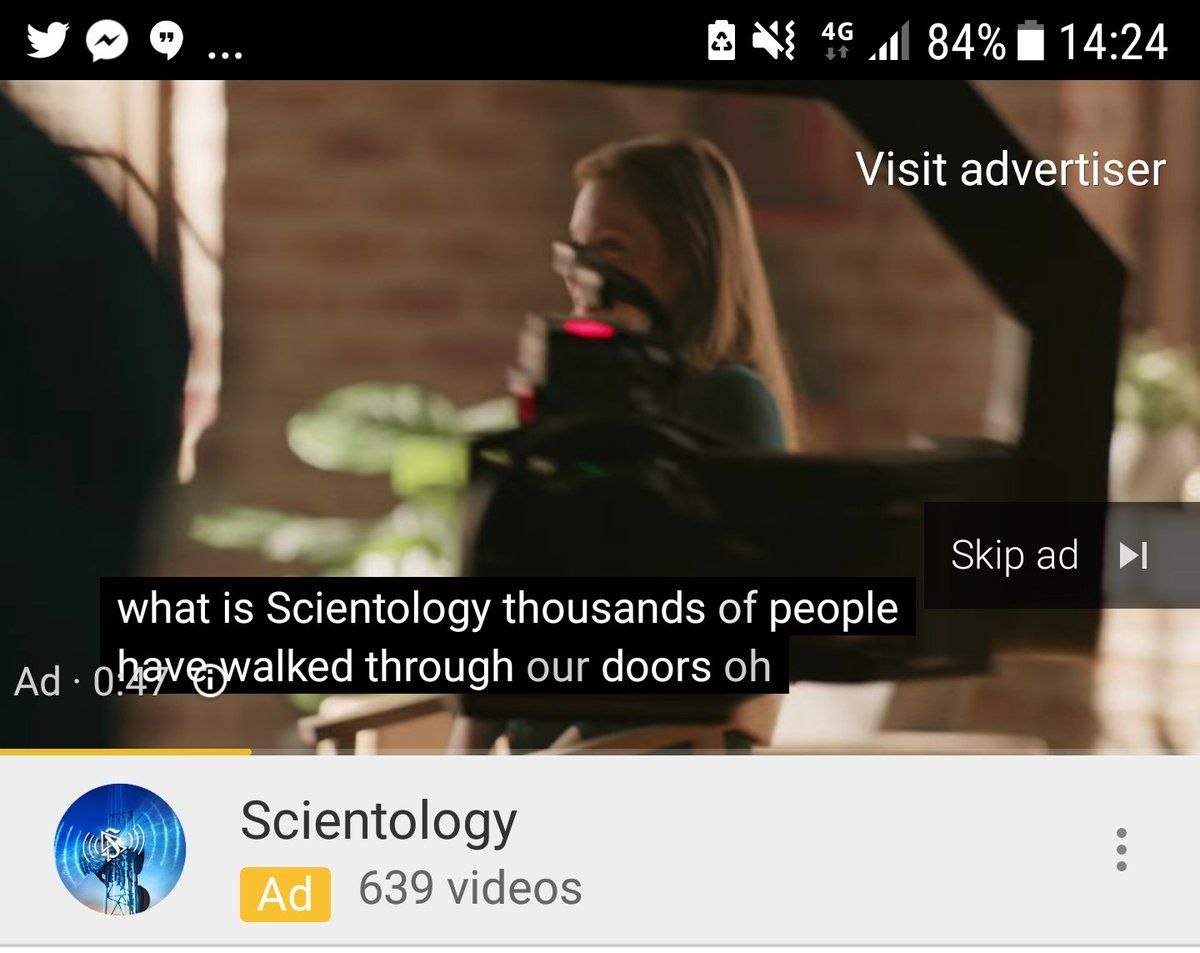 ... 4G 84% 14:24
Visit advertiser
Skip ad
what is Scientology thousands of people
have walked through our doors oh
Ad · 0:47
Scientology
Ad 639 videos